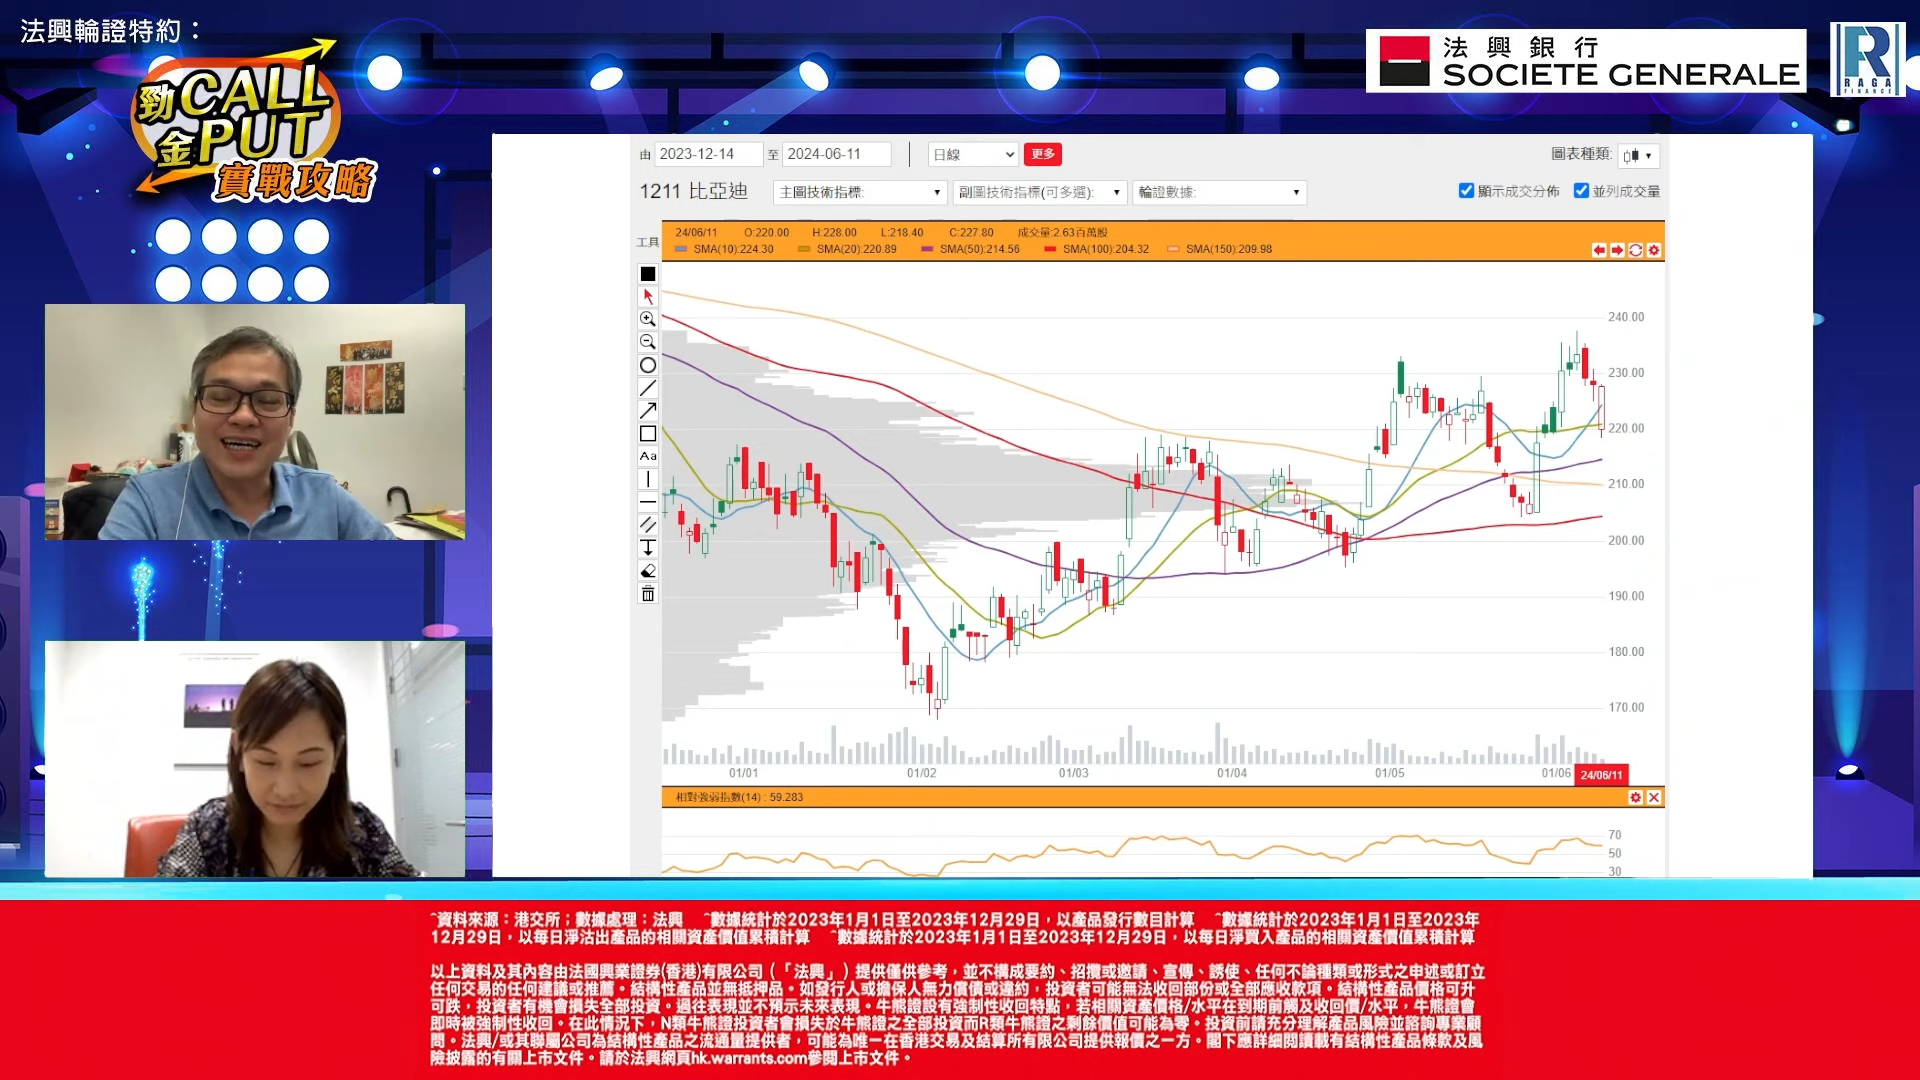 法興輪證特約：
勁CALL
金PUT
實戰攻略
法興銀行
SOCIETE GENERALE
R
RAGA
FINANCE
由 2023-12-14 至 2024-06-11 日線 更多 圖表種類:
1211 比亞迪 主圖技術指標: 副圖技術指標(可多選): 輪證數據: 顯示成交分佈 並列成交量
工具
24/06/11 O:220.00 H:228.00 L:218.40 C:227.80 成交量:2.63百萬股
SMA(10):224.30 SMA(20):220.89 SMA(50):214.56 SMA(100):204.32 SMA(150):209.98
Aa
240.00
230.00
220.00
210.00
200.00
190.00
180.00
170.00
01/01 01/02 01/03 01/04 01/05 01/06 24/06/11
相對強弱指數(14) : 59.283
70
50
30
^資料來源：港交所；數據處理：法興 ^數據統計於2023年1月1日至2023年12月29日，以產品發行數目計算 ^數據統計於2023年1月1日至2023年
12月29日，以每日淨沽出產品的相關資產價值累積計算 ^數據統計於2023年1月1日至2023年12月29日，以每日淨買入產品的相關資產價值累積計算
以上資料及其內容由法國興業證券(香港)有限公司（「法興」）提供僅供參考，並不構成要約、招攬或邀請、宣傳、誘使、任何不論種類或形式之申述或訂立
任何交易的任何建議或推薦。結構性產品並無抵押品。如發行人或擔保人無力償債或違約，投資者可能無法收回部份或全部應收款項。結構性產品價格可升
可跌，投資者有機會損失全部投資。過往表現並不預示未來表現。牛熊證設有強制性收回特點，若相關資產價格/水平在到期前觸及收回價/水平，牛熊證會
即時被強制性收回。在此情況下，N類牛熊證投資者會損失於牛熊證之全部投資而R類牛熊證之剩餘價值可能為零。投資前請充分理解產品風險並諮詢專業顧
問。法興/或其聯屬公司為結構性產品之流通量提供者，可能為唯一在香港交易及結算所有限公司提供報價之一方。閣下應詳細閱讀載有結構性產品條款及風
險披露的有關上市文件。請於法興網頁hk.warrants.com參閱上市文件。